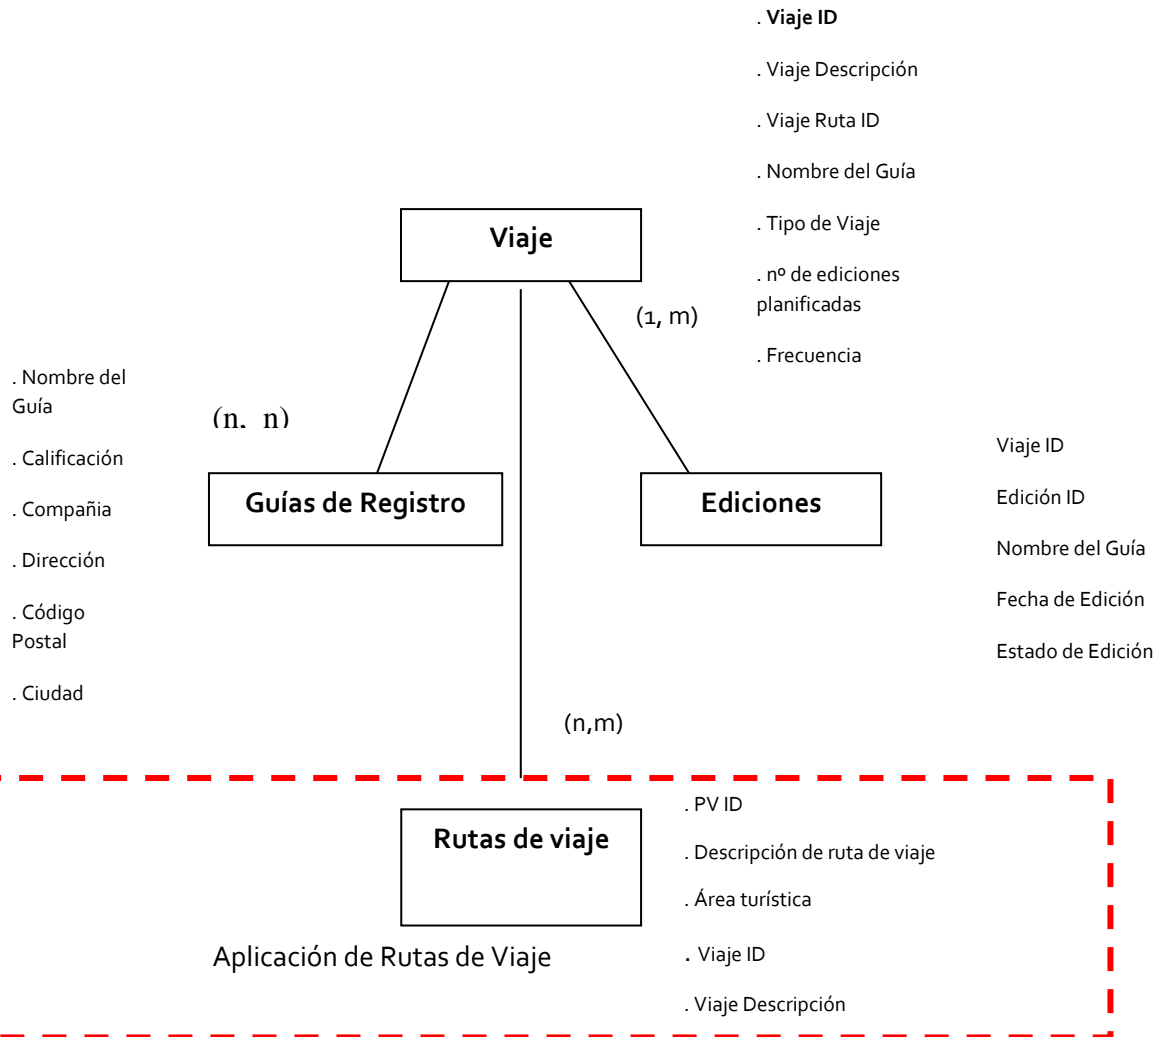 . Viaje ID
. Viaje Descripción
. Viaje Ruta ID
. Nombre del Guía
. Tipo de Viaje
. nº de ediciones
planificadas
. Frecuencia
Viaje
(1, m)
. Nombre del
Guía
. Calificación
. Compañia
. Dirección
. Código
Postal
. Ciudad
(n, n)
Guías de Registro
Ediciones
Viaje ID
Edición ID
Nombre del Guía
Fecha de Edición
Estado de Edición
(n,m)
Rutas de viaje
. PV ID
. Descripción de ruta de viaje
. Área turística
. Viaje ID
. Viaje Descripción
Aplicación de Rutas de Viaje